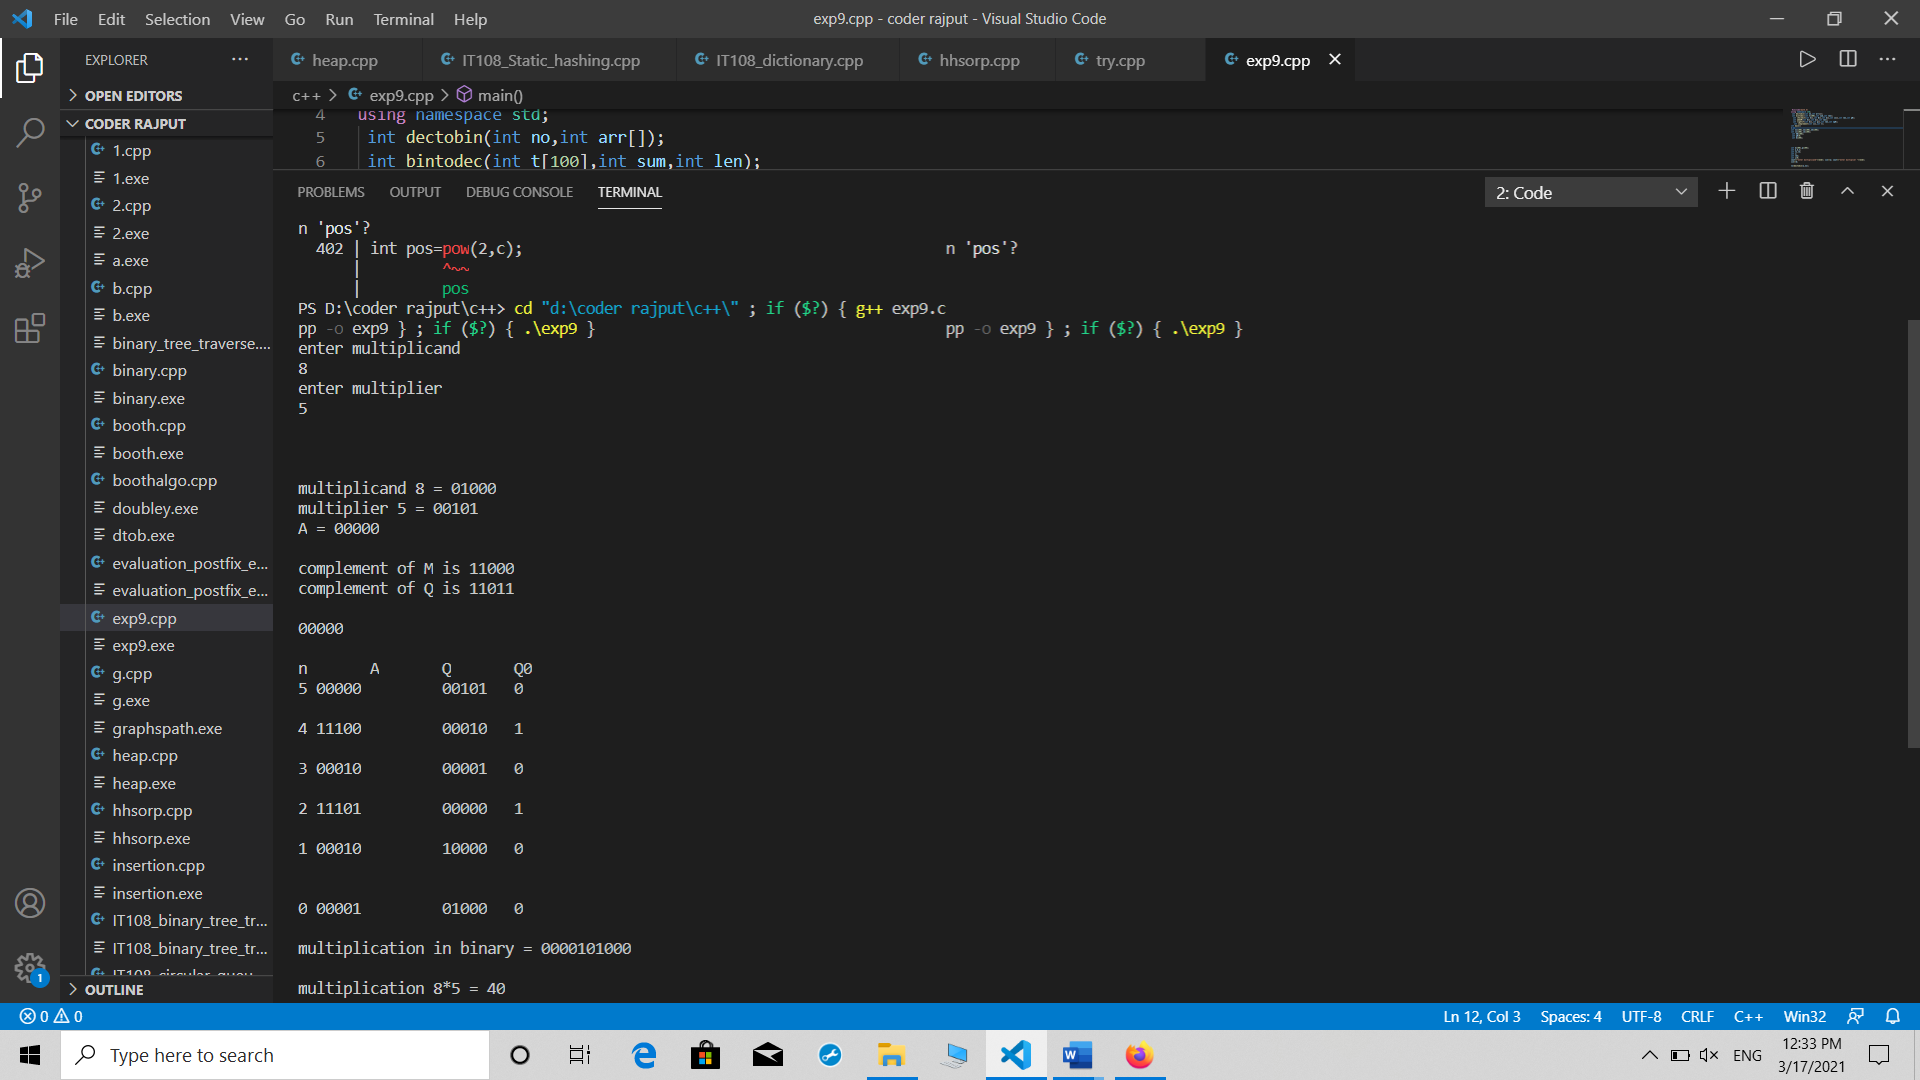 File Edit Selection View Go Run Terminal Help
exp9.cpp - coder rajput - Visual Studio Code
EXPLORER
heap.cpp IT108_Static_hashing.cpp IT108_dictionary.cpp hhsorp.cpp try.cpp exp9.cpp
OPEN EDITORS
CODER RAJPUT
1.cpp
1.exe
2.cpp
2.exe
a.exe
b.cpp
b.exe
binary_tree_traverse....
binary.cpp
binary.exe
booth.cpp
booth.exe
boothalgo.cpp
doubley.exe
dtob.exe
evaluation_postfix_e...
evaluation_postfix_e...
exp9.cpp
exp9.exe
g.cpp
g.exe
graphspath.exe
heap.cpp
heap.exe
hhsorp.cpp
hhsorp.exe
insertion.cpp
insertion.exe
IT108_binary_tree_tr...
IT108_binary_tree_tr...
IT108_circular_queu...
OUTLINE
c++ > exp9.cpp > main()
4 using namespace std;
5 int dectobin(int no,int arr[]);
6 int bintodec(int t[100],int sum,int len);
PROBLEMS OUTPUT DEBUG CONSOLE TERMINAL
2: Code
n 'pos'?
402 | int pos=pow(2,c); n 'pos'?
| ^~~
| pos
PS D:\coder rajput\c++> cd "d:\coder rajput\c++\" ; if ($?) { g++ exp9.c
pp -o exp9 } ; if ($?) { .\exp9 } pp -o exp9 } ; if ($?) { .\exp9 }
enter multiplicand
8
enter multiplier
5
multiplicand 8 = 01000
multiplier 5 = 00101
A = 00000
complement of M is 11000
complement of Q is 11011
00000
n A Q Q0
5 00000 00101 0
4 11100 00010 1
3 00010 00001 0
2 11101 00000 1
1 00010 10000 0
0 00001 01000 0
multiplication in binary = 0000101000
multiplication 8*5 = 40
1
0 0
Ln 12, Col 3 Spaces: 4 UTF-8 CRLF C++ Win32
Type here to search
ENG
12:33 PM
3/17/2021